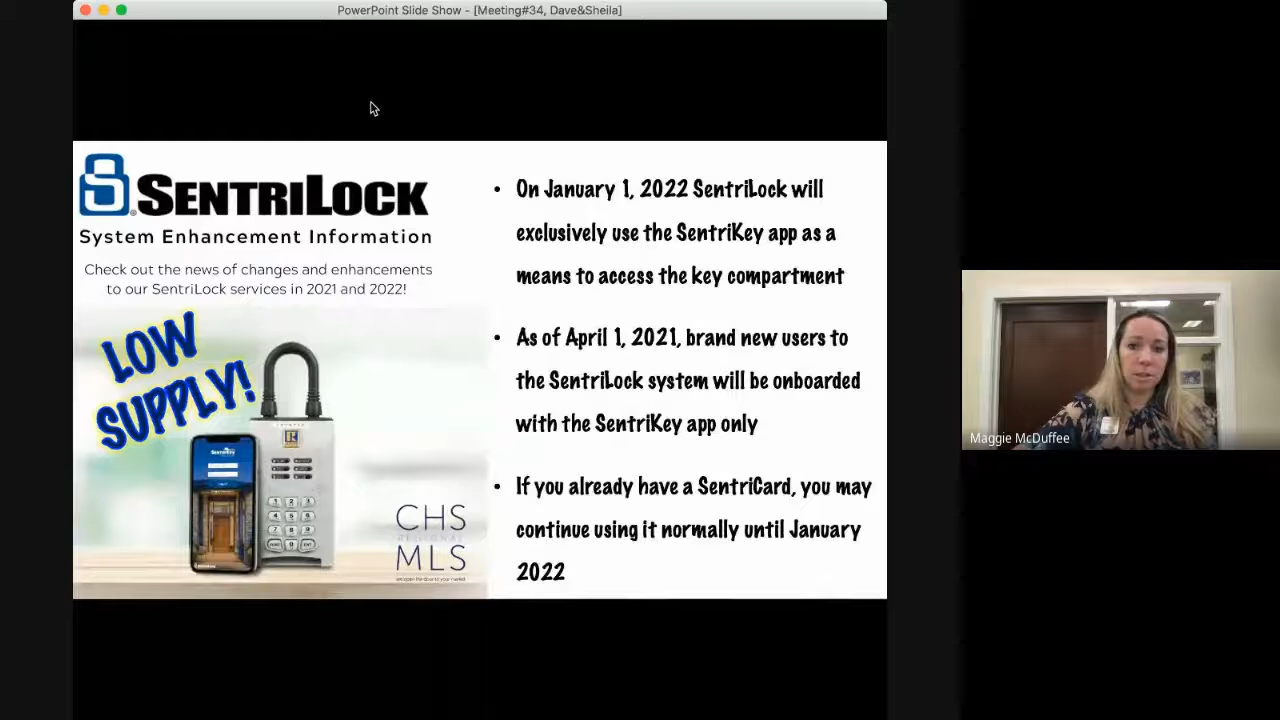 PowerPoint Slide Show - [Meeting#34, Dave&Sheila]
SENTRILOCK
System Enhancement Information
Check out the news of changes and enhancements
to our SentriLock services in 2021 and 2022!
LOW
SUPPLY!
CHS
REGIONAL
MLS
• On January 1, 2022 SentriLock will
exclusively use the SentriKey app as a
means to access the key compartment
• As of April 1, 2021, brand new users to
the SentriLock system will be onboarded
with the SentriKey app only
• If you already have a SentriCard, you may
continue using it normally until January
2022
Maggie McDuffee